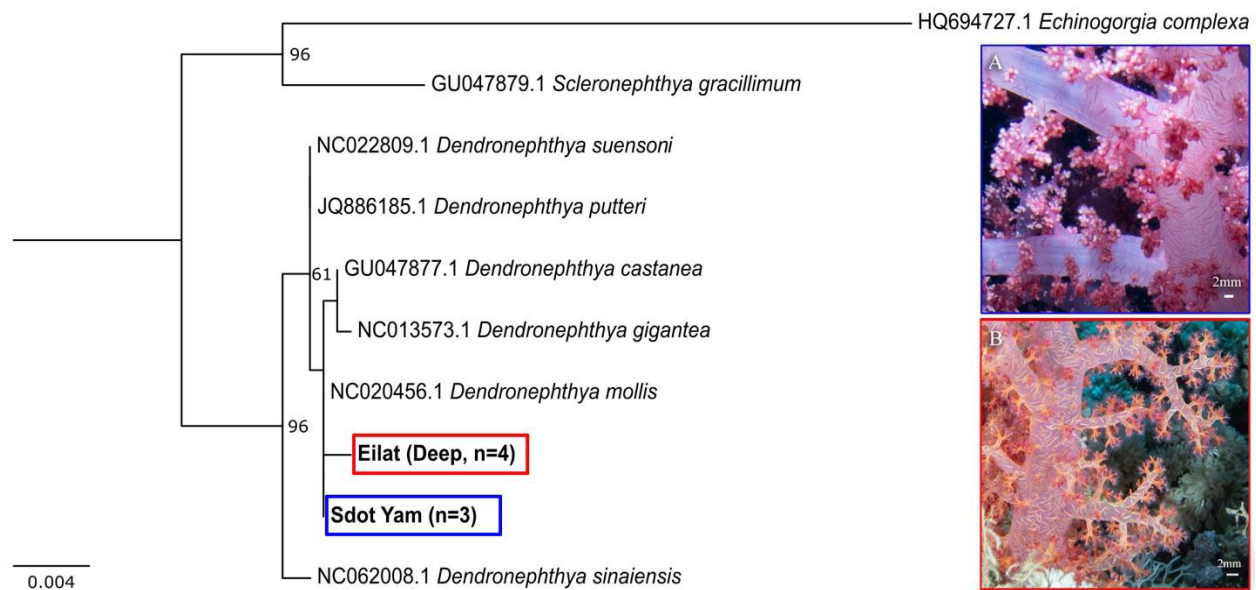 HQ694727.1 Echinogorgia complexa
96
GU047879.1 Scleronephthya gracillimum
NC022809.1 Dendronephthya suensoni
JQ886185.1 Dendronephthya putteri
GU047877.1 Dendronephthya castanea
61
NC013573.1 Dendronephthya gigantea
NC020456.1 Dendronephthya mollis
96
Eilat (Deep, n=4)
Sdot Yam (n=3)
NC062008.1 Dendronephthya sinaiensis
0.004
A
2mm
B
2mm